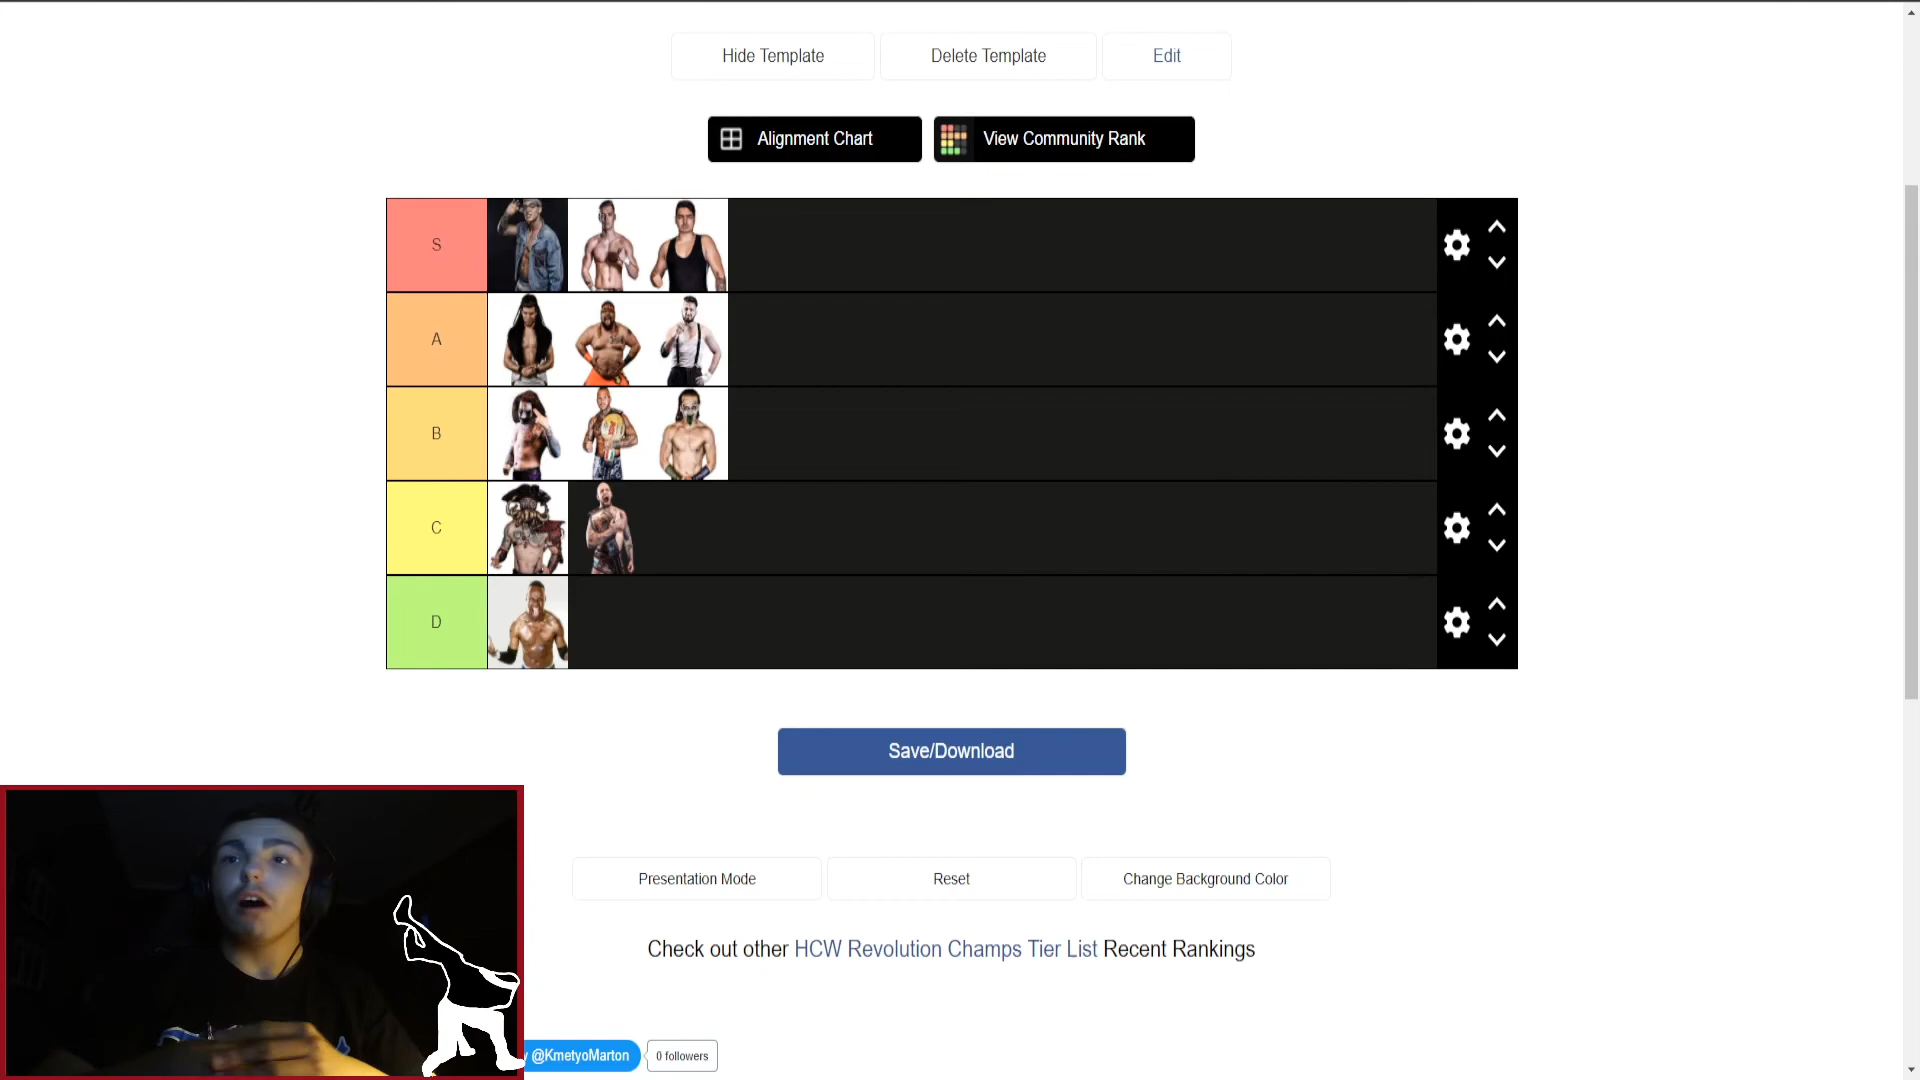 Hide Template
Delete Template
Edit
Alignment Chart
View Community Rank
S
A
B
C
D
Save/Download
Presentation Mode
Reset
Change Background Color
Check out other HCW Revolution Champs Tier List Recent Rankings
@KmetyoMarton
0 followers